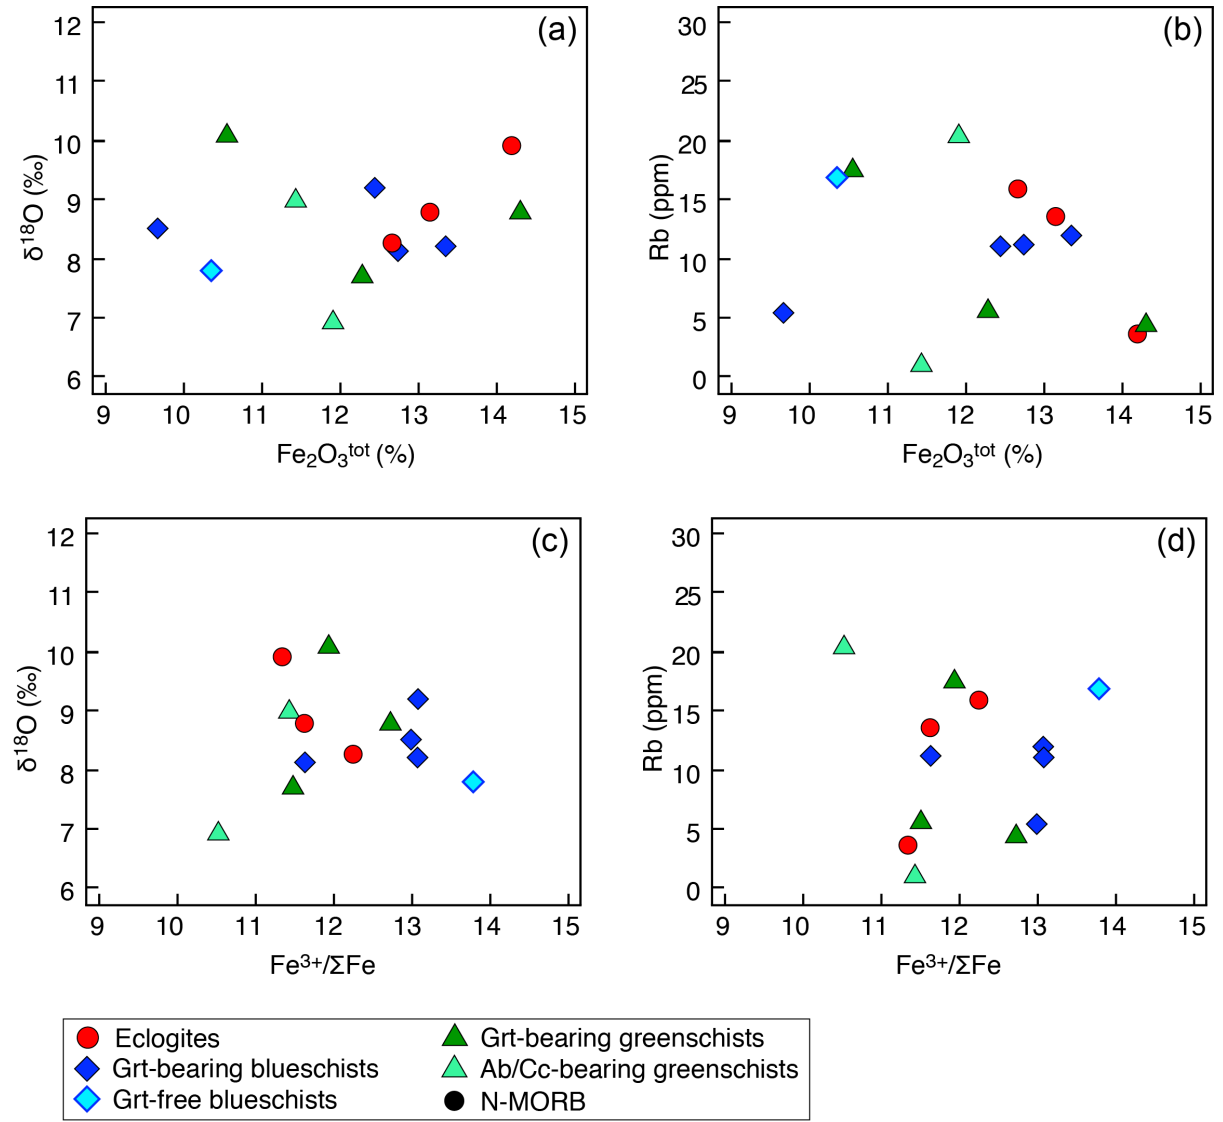 (a)
12
11
10
9
8
7
6
δ18O (‰)
9 10 11 12 13 14 15
Fe2O3tot (%)
(b)
30
25
20
15
10
5
0
Rb (ppm)
9 10 11 12 13 14 15
Fe2O3tot (%)
(c)
12
11
10
9
8
7
6
δ18O (‰)
9 10 11 12 13 14 15
Fe3+/ΣFe
(d)
30
25
20
15
10
5
0
Rb (ppm)
9 10 11 12 13 14 15
Fe3+/ΣFe
Eclogites
Grt-bearing blueschists
Grt-free blueschists
Grt-bearing greenschists
Ab/Cc-bearing greenschists
N-MORB